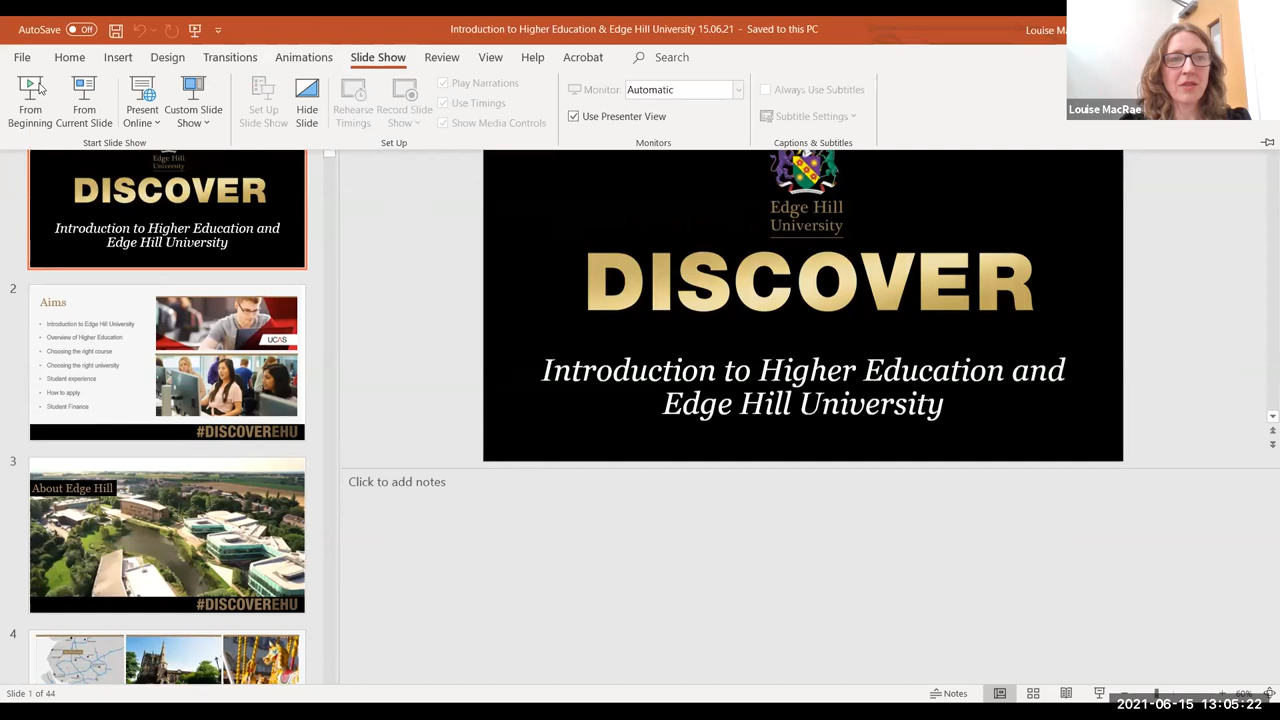 AutoSave Off
Introduction to Higher Education & Edge Hill University 15.06.21 - Saved to this PC
Louise Ma
Louise MacRae
File Home Insert Design Transitions Animations Slide Show Review View Help Acrobat Search
From Beginning
From Current Slide
Present Online
Custom Slide Show
Start Slide Show
Set Up Slide Show
Hide Slide
Rehearse Timings
Record Slide Show
Play Narrations
Use Timings
Show Media Controls
Set Up
Monitor: Automatic
Use Presenter View
Monitors
Always Use Subtitles
Subtitle Settings
Captions & Subtitles
Edge Hill
University
DISCOVER
Introduction to Higher Education and
Edge Hill University
2
Aims
• Introduction to Edge Hill University
• Overview of Higher Education
• Choosing the right course
• Choosing the right university
• Student experience
• How to apply
• Student Finance
UCAS
#DISCOVEREHU
3
About Edge Hill
#DISCOVEREHU
4
Edge Hill
University
DISCOVER
Introduction to Higher Education and
Edge Hill University
Click to add notes
Slide 1 of 44
Notes
60%
2021-06-15 13:05:22